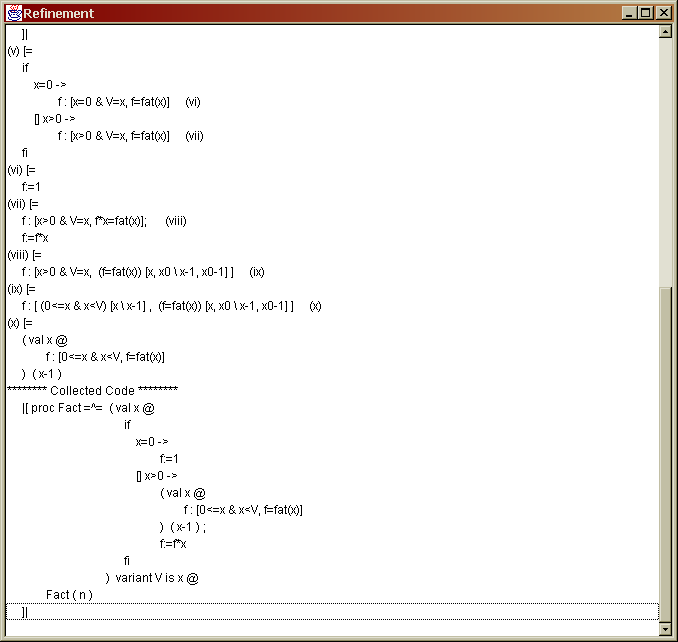 Refinement
]|
(v) [=
if
x=0 ->
f : [x=0 & V=x, f=fat(x)] (vi)
[] x>0 ->
f : [x>0 & V=x, f=fat(x)] (vii)
fi
(vi) [=
f:=1
(vii) [=
f : [x>0 & V=x, f*x=fat(x)]; (viii)
f:=f*x
(viii) [=
f : [x>0 & V=x, (f=fat(x)) [x, x0 \ x-1, x0-1] ] (ix)
(ix) [=
f : [ (0<=x & x<V) [x \ x-1] , (f=fat(x)) [x, x0 \ x-1, x0-1] ] (x)
(x) [=
( val x @
f : [0<=x & x<V, f=fat(x)]
) ( x-1 )
******** Collected Code ********
|[ proc Fact =^= ( val x @
if
x=0 ->
f:=1
[] x>0 ->
( val x @
f : [0<=x & x<V, f=fat(x)]
) ( x-1 ) ;
f:=f*x
fi
) variant V is x @
Fact ( n )
]|